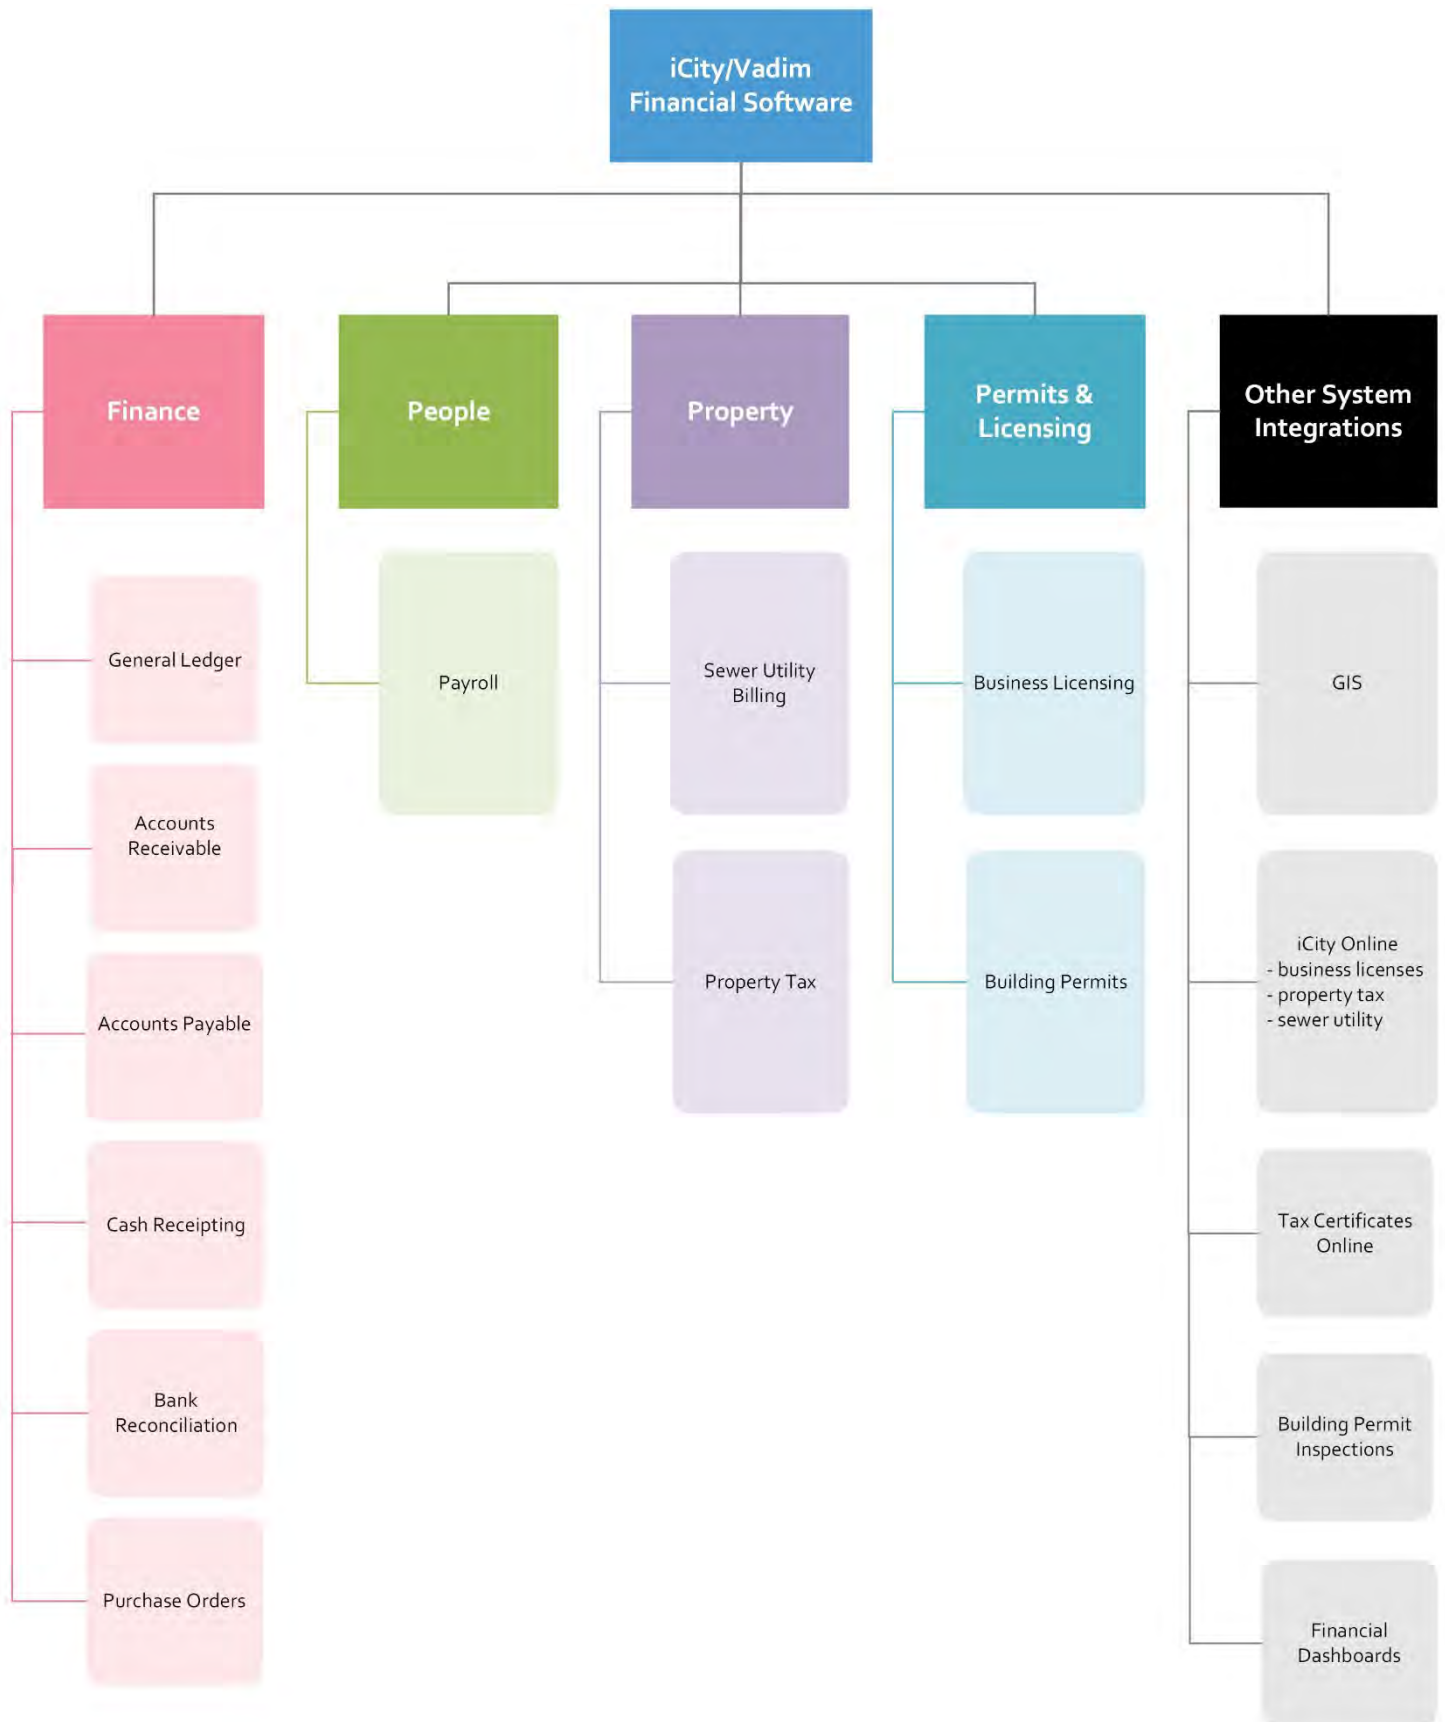 iCity/Vadim
Financial Software
Finance
People
Property
Permits &
Licensing
Other System
Integrations
General Ledger
Accounts
Receivable
Accounts Payable
Cash Receipting
Bank
Reconciliation
Purchase Orders
Payroll
Sewer Utility
Billing
Property Tax
Business Licensing
Building Permits
GIS
iCity Online
- business licenses
- property tax
- sewer utility
Tax Certificates
Online
Building Permit
Inspections
Financial
Dashboards